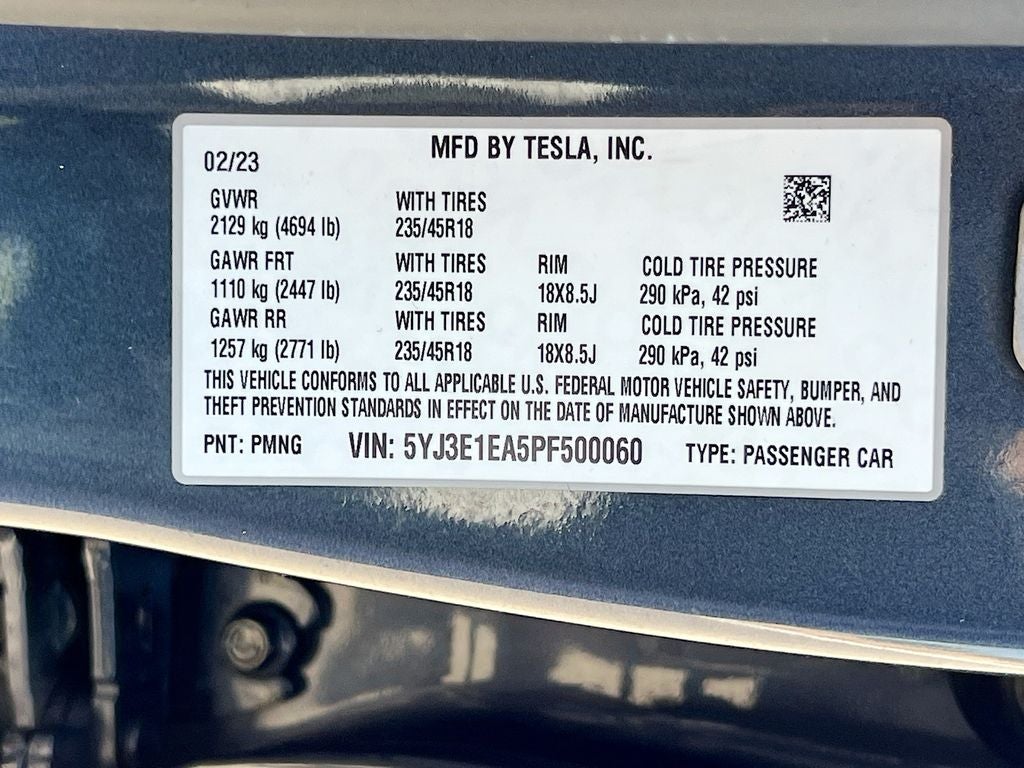 MFD BY TESLA, INC.
02/23
GVWR WITH TIRES
2129 kg (4694 lb) 235/45R18
GAWR FRT WITH TIRES RIM COLD TIRE PRESSURE
1110 kg (2447 lb) 235/45R18 18X8.5J 290 kPa, 42 psi
GAWR RR WITH TIRES RIM COLD TIRE PRESSURE
1257 kg (2771 lb) 235/45R18 18X8.5J 290 kPa, 42 psi
THIS VEHICLE CONFORMS TO ALL APPLICABLE U.S. FEDERAL MOTOR VEHICLE SAFETY, BUMPER, AND
THEFT PREVENTION STANDARDS IN EFFECT ON THE DATE OF MANUFACTURE SHOWN ABOVE.
PNT: PMNG VIN: 5YJ3E1EA5PF500060 TYPE: PASSENGER CAR